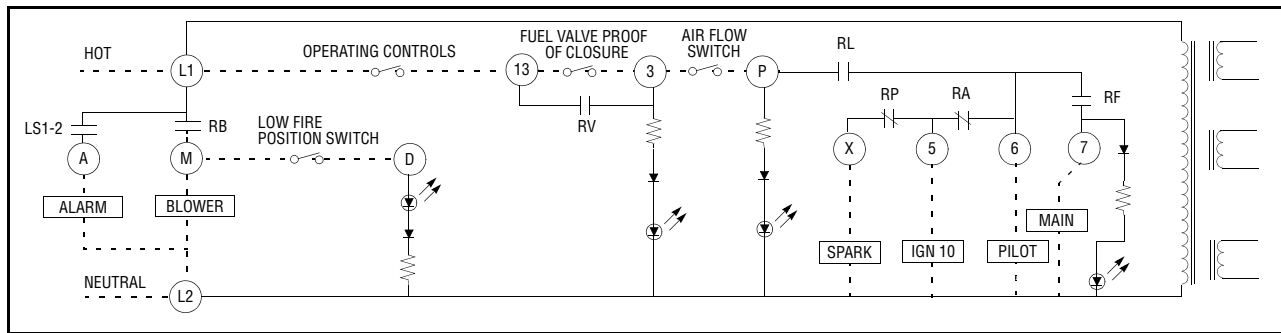 HOT
L1
OPERATING CONTROLS
13
FUEL VALVE PROOF
OF CLOSURE
3
AIR FLOW
SWITCH
P
RL
LS1-2
RB
LOW FIRE
POSITION SWITCH
RV
RP
RA
RF
A
M
D
X
5
6
7
ALARM
BLOWER
SPARK
IGN 10
PILOT
MAIN
NEUTRAL
L2